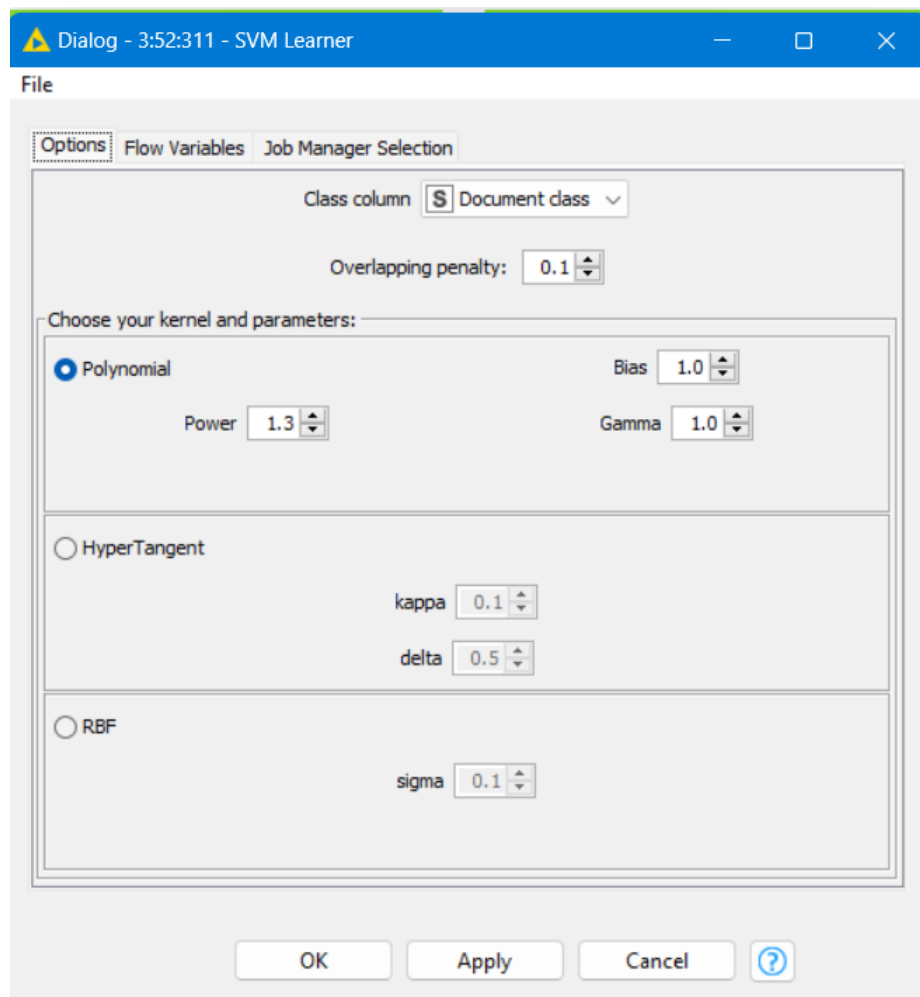 Dialog - 3:52:311 - SVM Learner
File
Options Flow Variables Job Manager Selection
Class column S Document class
Overlapping penalty: 0.1
Choose your kernel and parameters:
Polynomial Bias 1.0
Power 1.3 Gamma 1.0
HyperTangent
kappa 0.1
delta 0.5
RBF
sigma 0.1
OK Apply Cancel ?